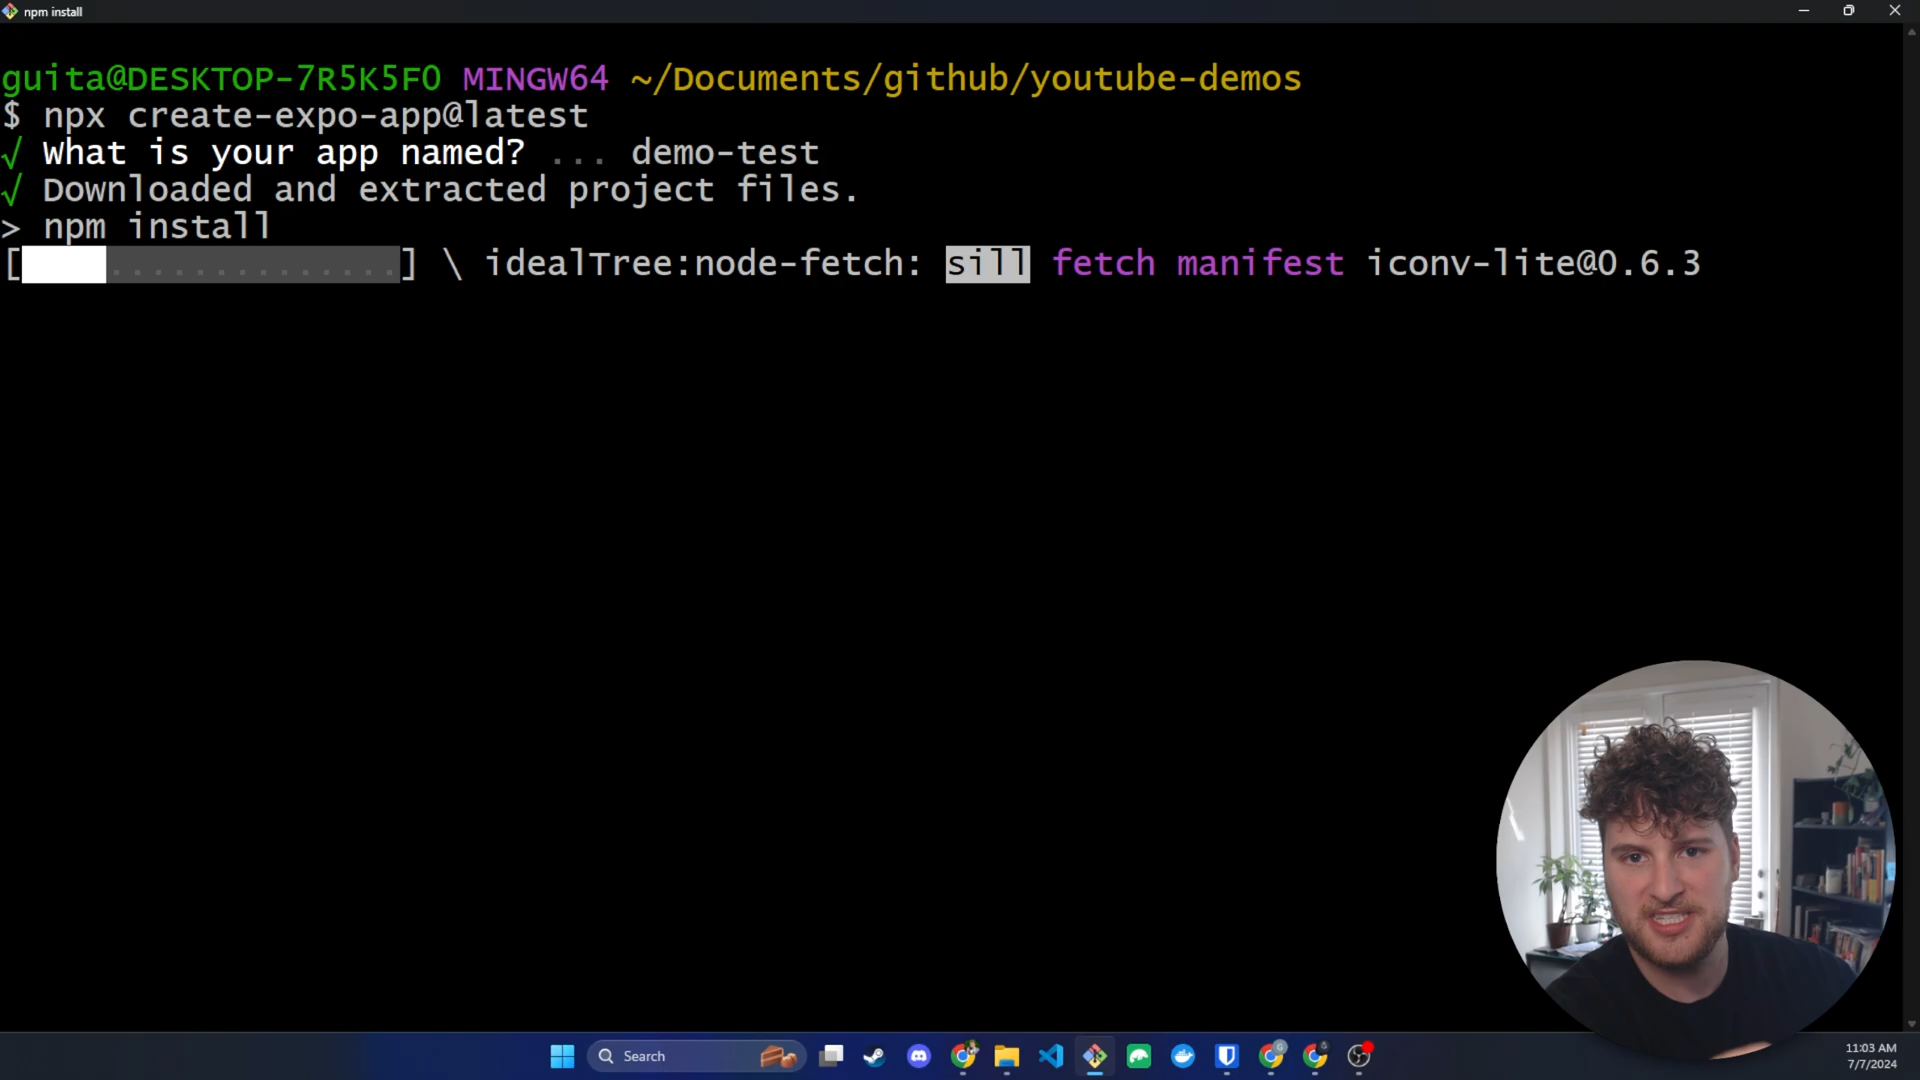 npm install
guita@DESKTOP-7R5K5FO MINGW64 ~/Documents/github/youtube-demos
$ npx create-expo-app@latest
√ What is your app named? ... demo-test
√ Downloaded and extracted project files.
> npm install
[..............] \ idealTree:node-fetch: sill fetch manifest iconv-lite@0.6.3
Search
11:03 AM
7/7/2024